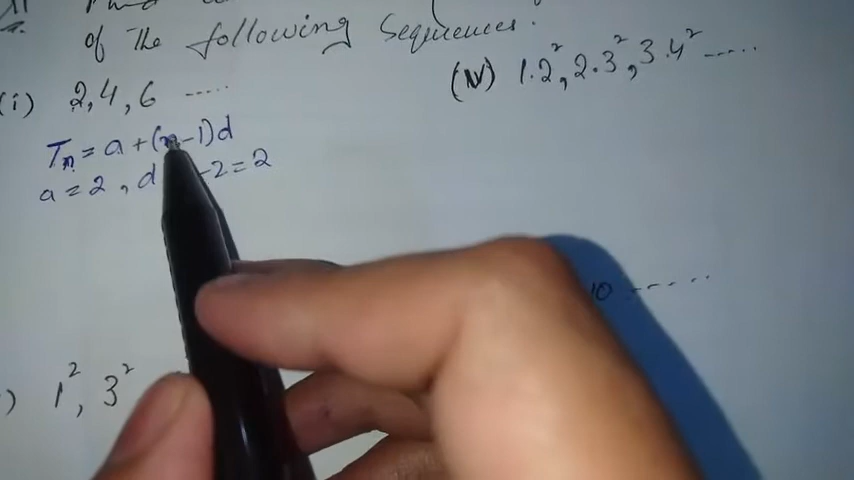 of the following Sequences.
(i) 2, 4, 6 .....
Tn = a + (n-1)d
a = 2, d -2 = 2
) 1², 3²
(iv) 1.2², 2.3², 3.4² .....
10 ......